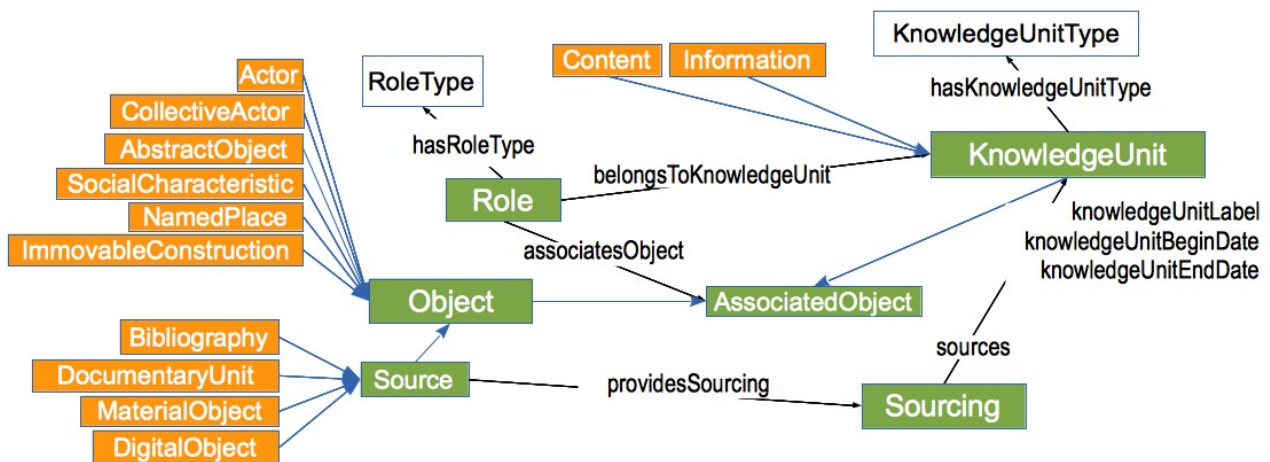 KnowledgeUnitType
Content
Information
Actor
RoleType
hasKnowledgeUnitType
CollectiveActor
hasRoleType
AbstractObject
KnowledgeUnit
belongsToKnowledgeUnit
SocialCharacteristic
Role
NamedPlace
knowledgeUnitLabel
knowledgeUnitBeginDate
knowledgeUnitEndDate
ImmovableConstruction
associatesObject
Object
AssociatedObject
Bibliography
sources
DocumentaryUnit
Source
providesSourcing
MaterialObject
Sourcing
DigitalObject